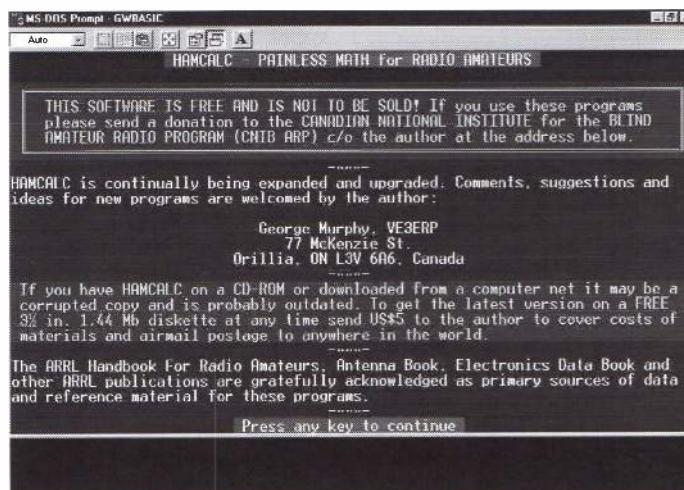 MS-DOS Prompt - GWBASIC
Auto
A
HAMCALC - PAINLESS MATH for RADIO AMATEURS
THIS SOFTWARE IS FREE AND IS NOT TO BE SOLD! If you use these programs
please send a donation to the CANADIAN NATIONAL INSTITUTE for the BLIND
AMATEUR RADIO PROGRAM (CNIB ARP) c/o the author at the address below.
HAMCALC is continually being expanded and upgraded. Comments, suggestions and
ideas for new programs are welcomed by the author:
George Murphy, VE3ERP
77 McKenzie St.
Orillia, ON L3V 6A6, Canada
If you have HAMCALC on a CD-ROM or downloaded from a computer net it may be a
corrupted copy and is probably outdated. To get the latest version on a FREE
3½ in. 1.44 Mb diskette at any time send US$5 to the author to cover costs of
materials and airmail postage to anywhere in the world.
The ARRL Handbook For Radio Amateurs, Antenna Book, Electronics Data Book and
other ARRL publications are gratefully acknowledged as primary sources of data
and reference material for these programs.
Press any key to continue